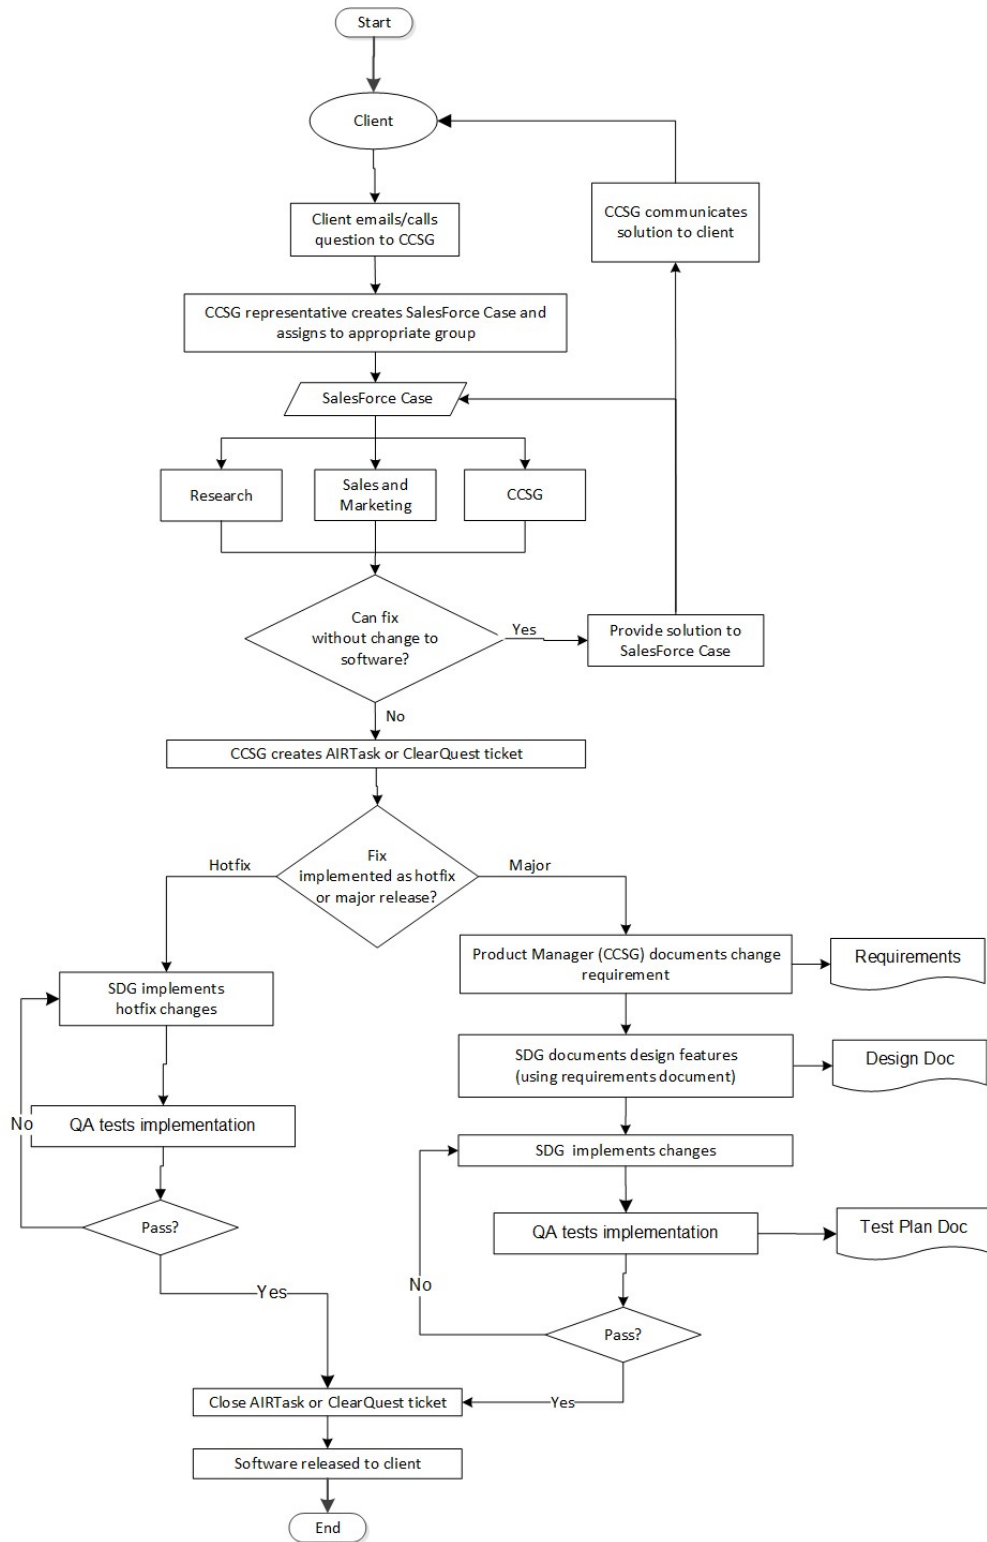 Start
Client
Client emails/calls
question to CCSG
CCSG communicates
solution to client
CCSG representative creates SalesForce Case and
assigns to appropriate group
SalesForce Case
Research
Sales and
Marketing
CCSG
Can fix
without change to
software?
Yes
Provide solution to
SalesForce Case
No
CCSG creates AIRTask or ClearQuest ticket
Fix
implemented as hotfix
or major release?
Hotfix
Major
Product Manager (CCSG) documents change
requirement
Requirements
SDG implements
hotfix changes
SDG documents design features
(using requirements document)
Design Doc
QA tests implementation
No
SDG implements changes
Pass?
QA tests implementation
Test Plan Doc
No
Yes
Pass?
Close AIRTask or ClearQuest ticket
Yes
Software released to client
End